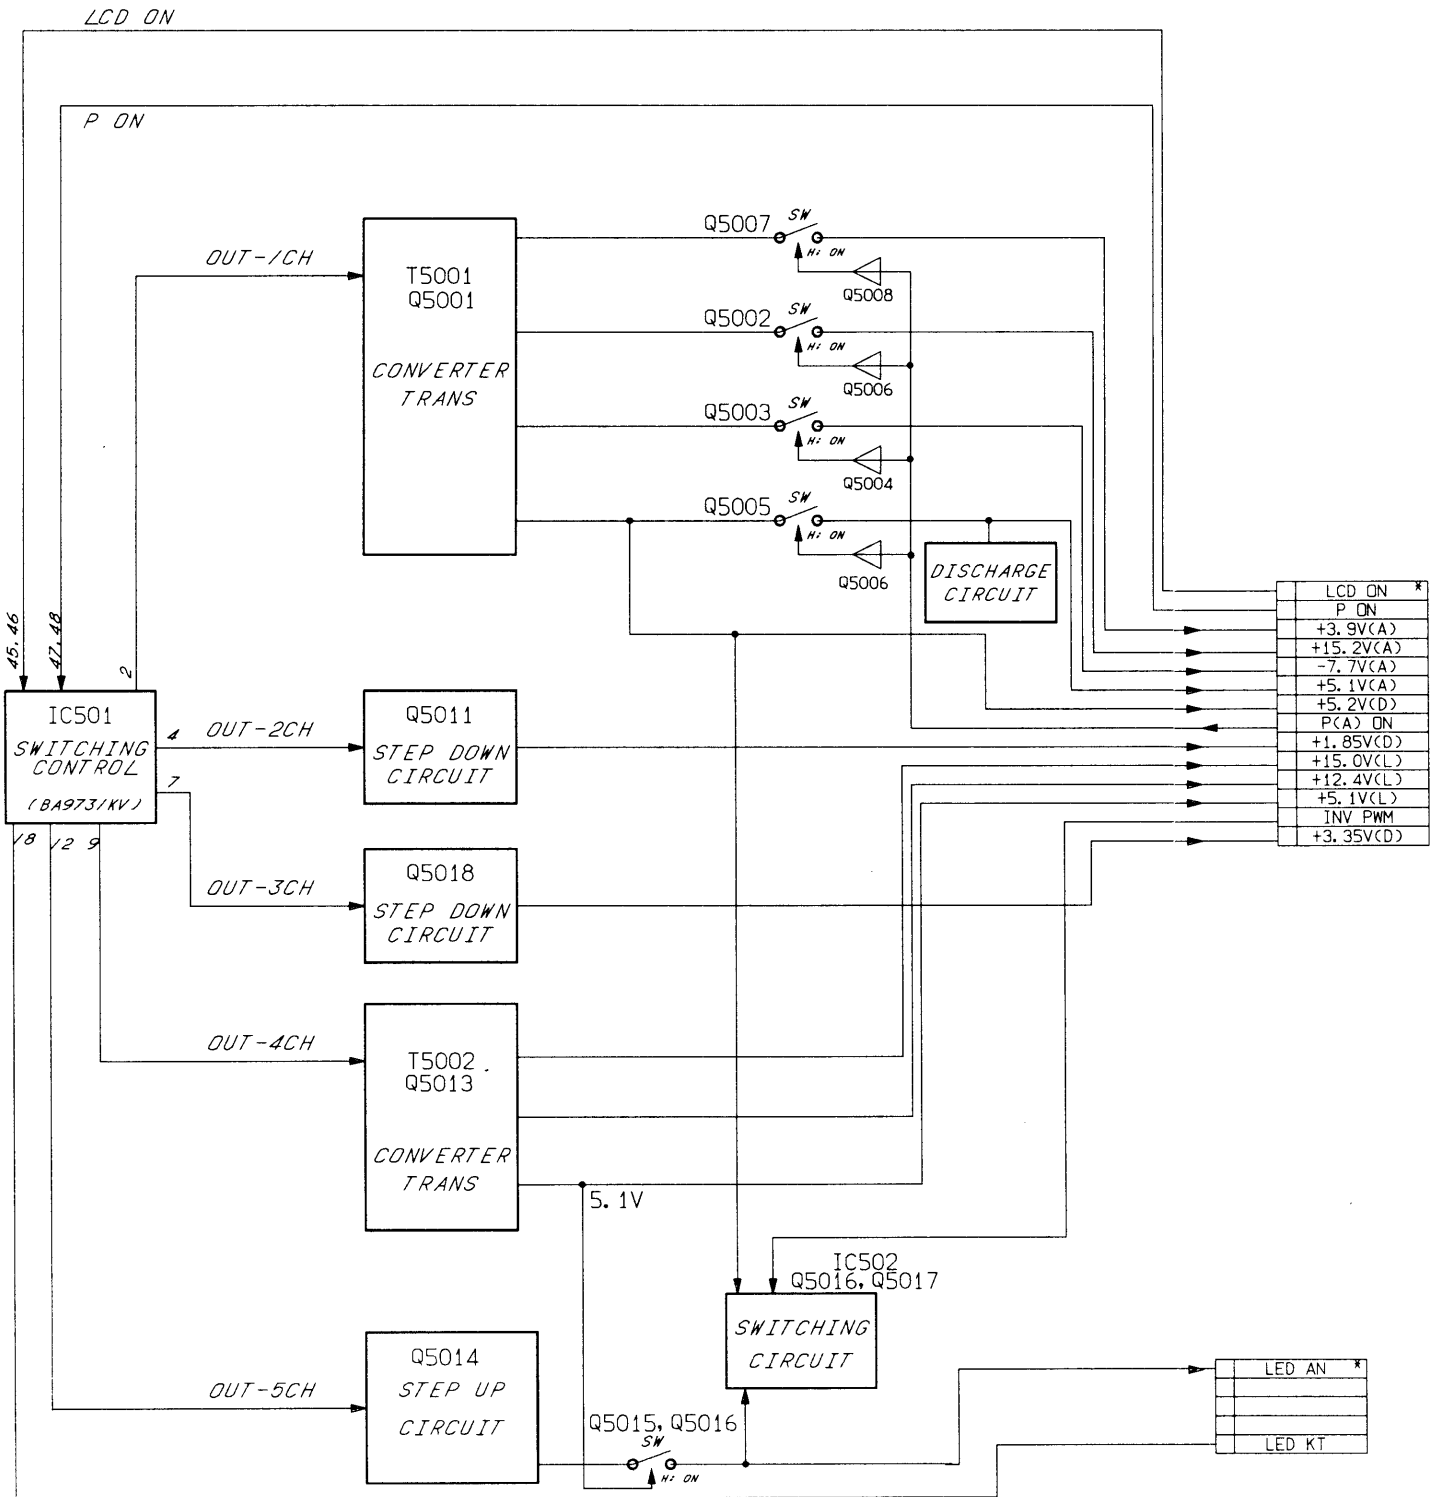 LCD ON
P ON
Q5007
SW
H: ON
Q5008
OUT-1CH
T5001
Q5001
CONVERTER
TRANS
Q5002
SW
H: ON
Q5006
Q5003
SW
H: ON
Q5004
Q5005
SW
H: ON
Q5006
DISCHARGE
CIRCUIT
LCD ON *
P ON
+3.9V(A)
+15.2V(A)
-7.7V(A)
+5.1V(A)
+5.2V(D)
P(A) ON
+1.85V(D)
+15.0V(L)
+12.4V(L)
+5.1V(L)
INV PWM
+3.35V(D)
45.46
47.48
2
IC501
SWITCHING
CONTROL
(BA9731KV)
4
OUT-2CH
Q5011
STEP DOWN
CIRCUIT
7
18
12
9
OUT-3CH
Q5018
STEP DOWN
CIRCUIT
OUT-4CH
T5002
Q5013
CONVERTER
TRANS
5.1V
IC502
Q5016,Q5017
SWITCHING
CIRCUIT
OUT-5CH
Q5014
STEP UP
CIRCUIT
Q5015,Q5016
SW
H: ON
LED AN *
LED KT